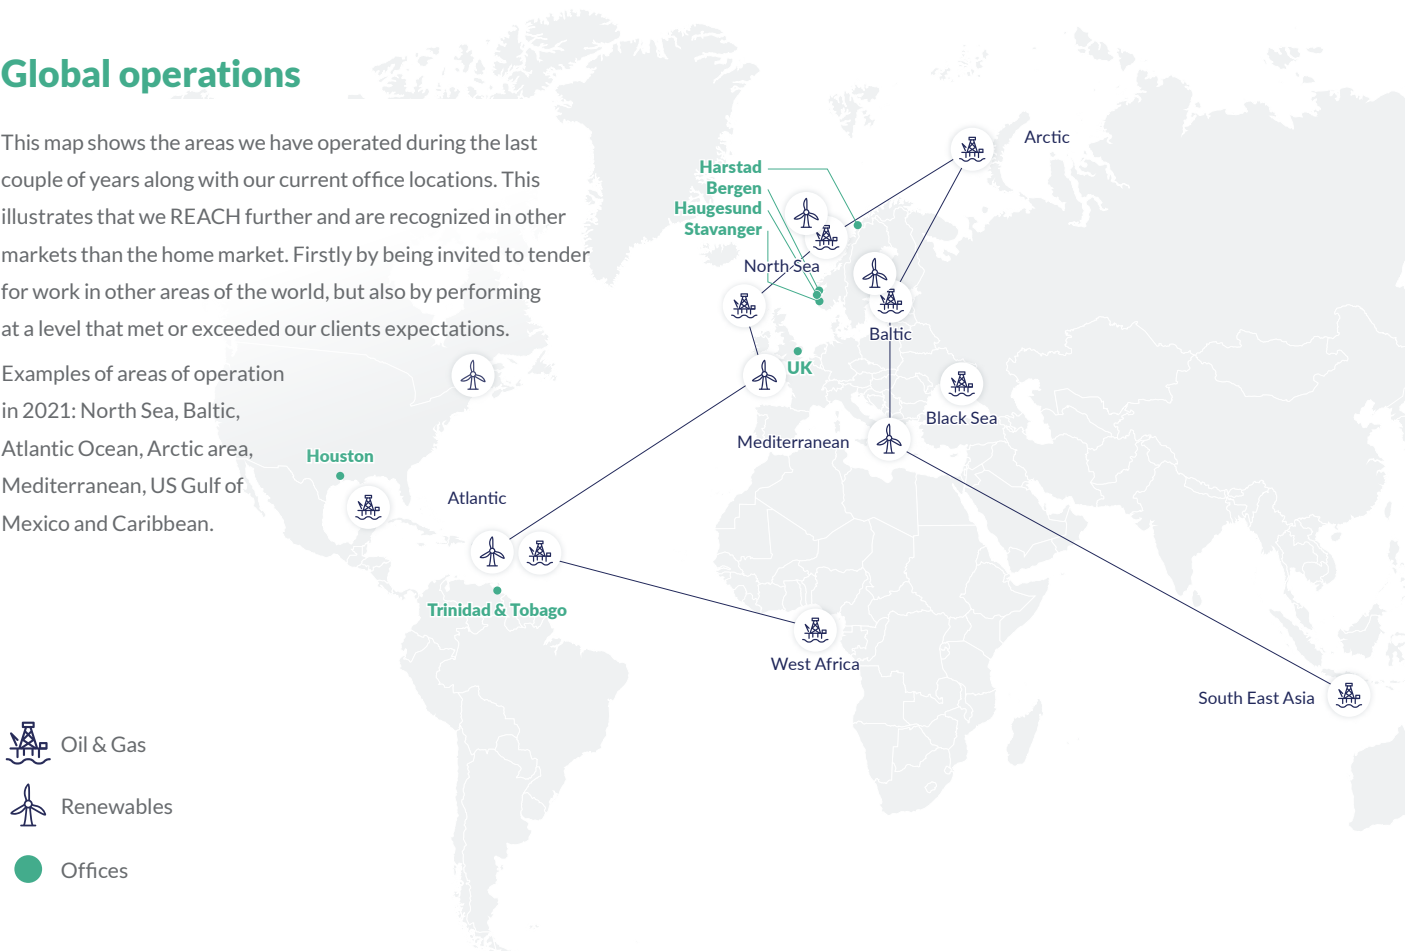 Global operations
This map shows the areas we have operated during the last
couple of years along with our current office locations. This
illustrates that we REACH further and are recognized in other
markets than the home market. Firstly by being invited to tender
for work in other areas of the world, but also by performing
at a level that met or exceeded our clients expectations.
Examples of areas of operation
in 2021: North Sea, Baltic,
Atlantic Ocean, Arctic area,
Mediterranean, US Gulf of
Mexico and Caribbean.
Arctic
Harstad
Bergen
Haugesund
Stavanger
North Sea
Baltic
UK
Black Sea
Mediterranean
Houston
Atlantic
Trinidad & Tobago
West Africa
South East Asia
Oil & Gas
Renewables
Offices